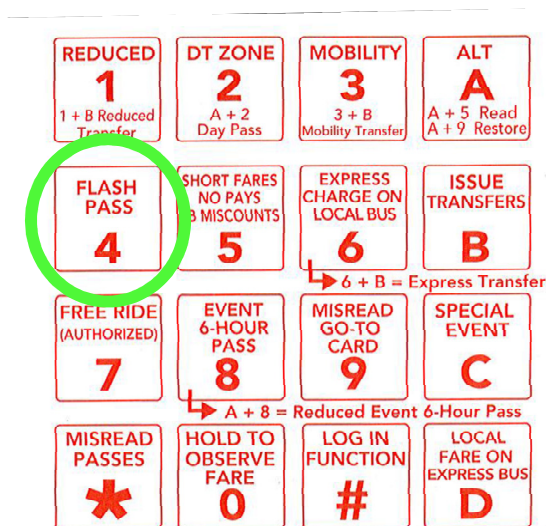 REDUCED
1
1 + B Reduced
Transfer
DT ZONE
2
A + 2
Day Pass
MOBILITY
3
3 + B
Mobility Transfer
ALT
A
A + 5 Read
A + 9 Restore
FLASH
PASS
4
SHORT FARES
NO PAYS
MISCOUNTS
5
EXPRESS
CHARGE ON
LOCAL BUS
6
6 + B = Express Transfer
ISSUE
TRANSFERS
B
FREE RIDE
(AUTHORIZED)
7
EVENT
6-HOUR
PASS
8
A + 8 = Reduced Event 6-Hour Pass
MISREAD
GO-TO
CARD
9
SPECIAL
EVENT
C
MISREAD
PASSES
*
HOLD TO
OBSERVE
FARE
0
LOG IN
FUNCTION
#
LOCAL
FARE ON
EXPRESS BUS
D